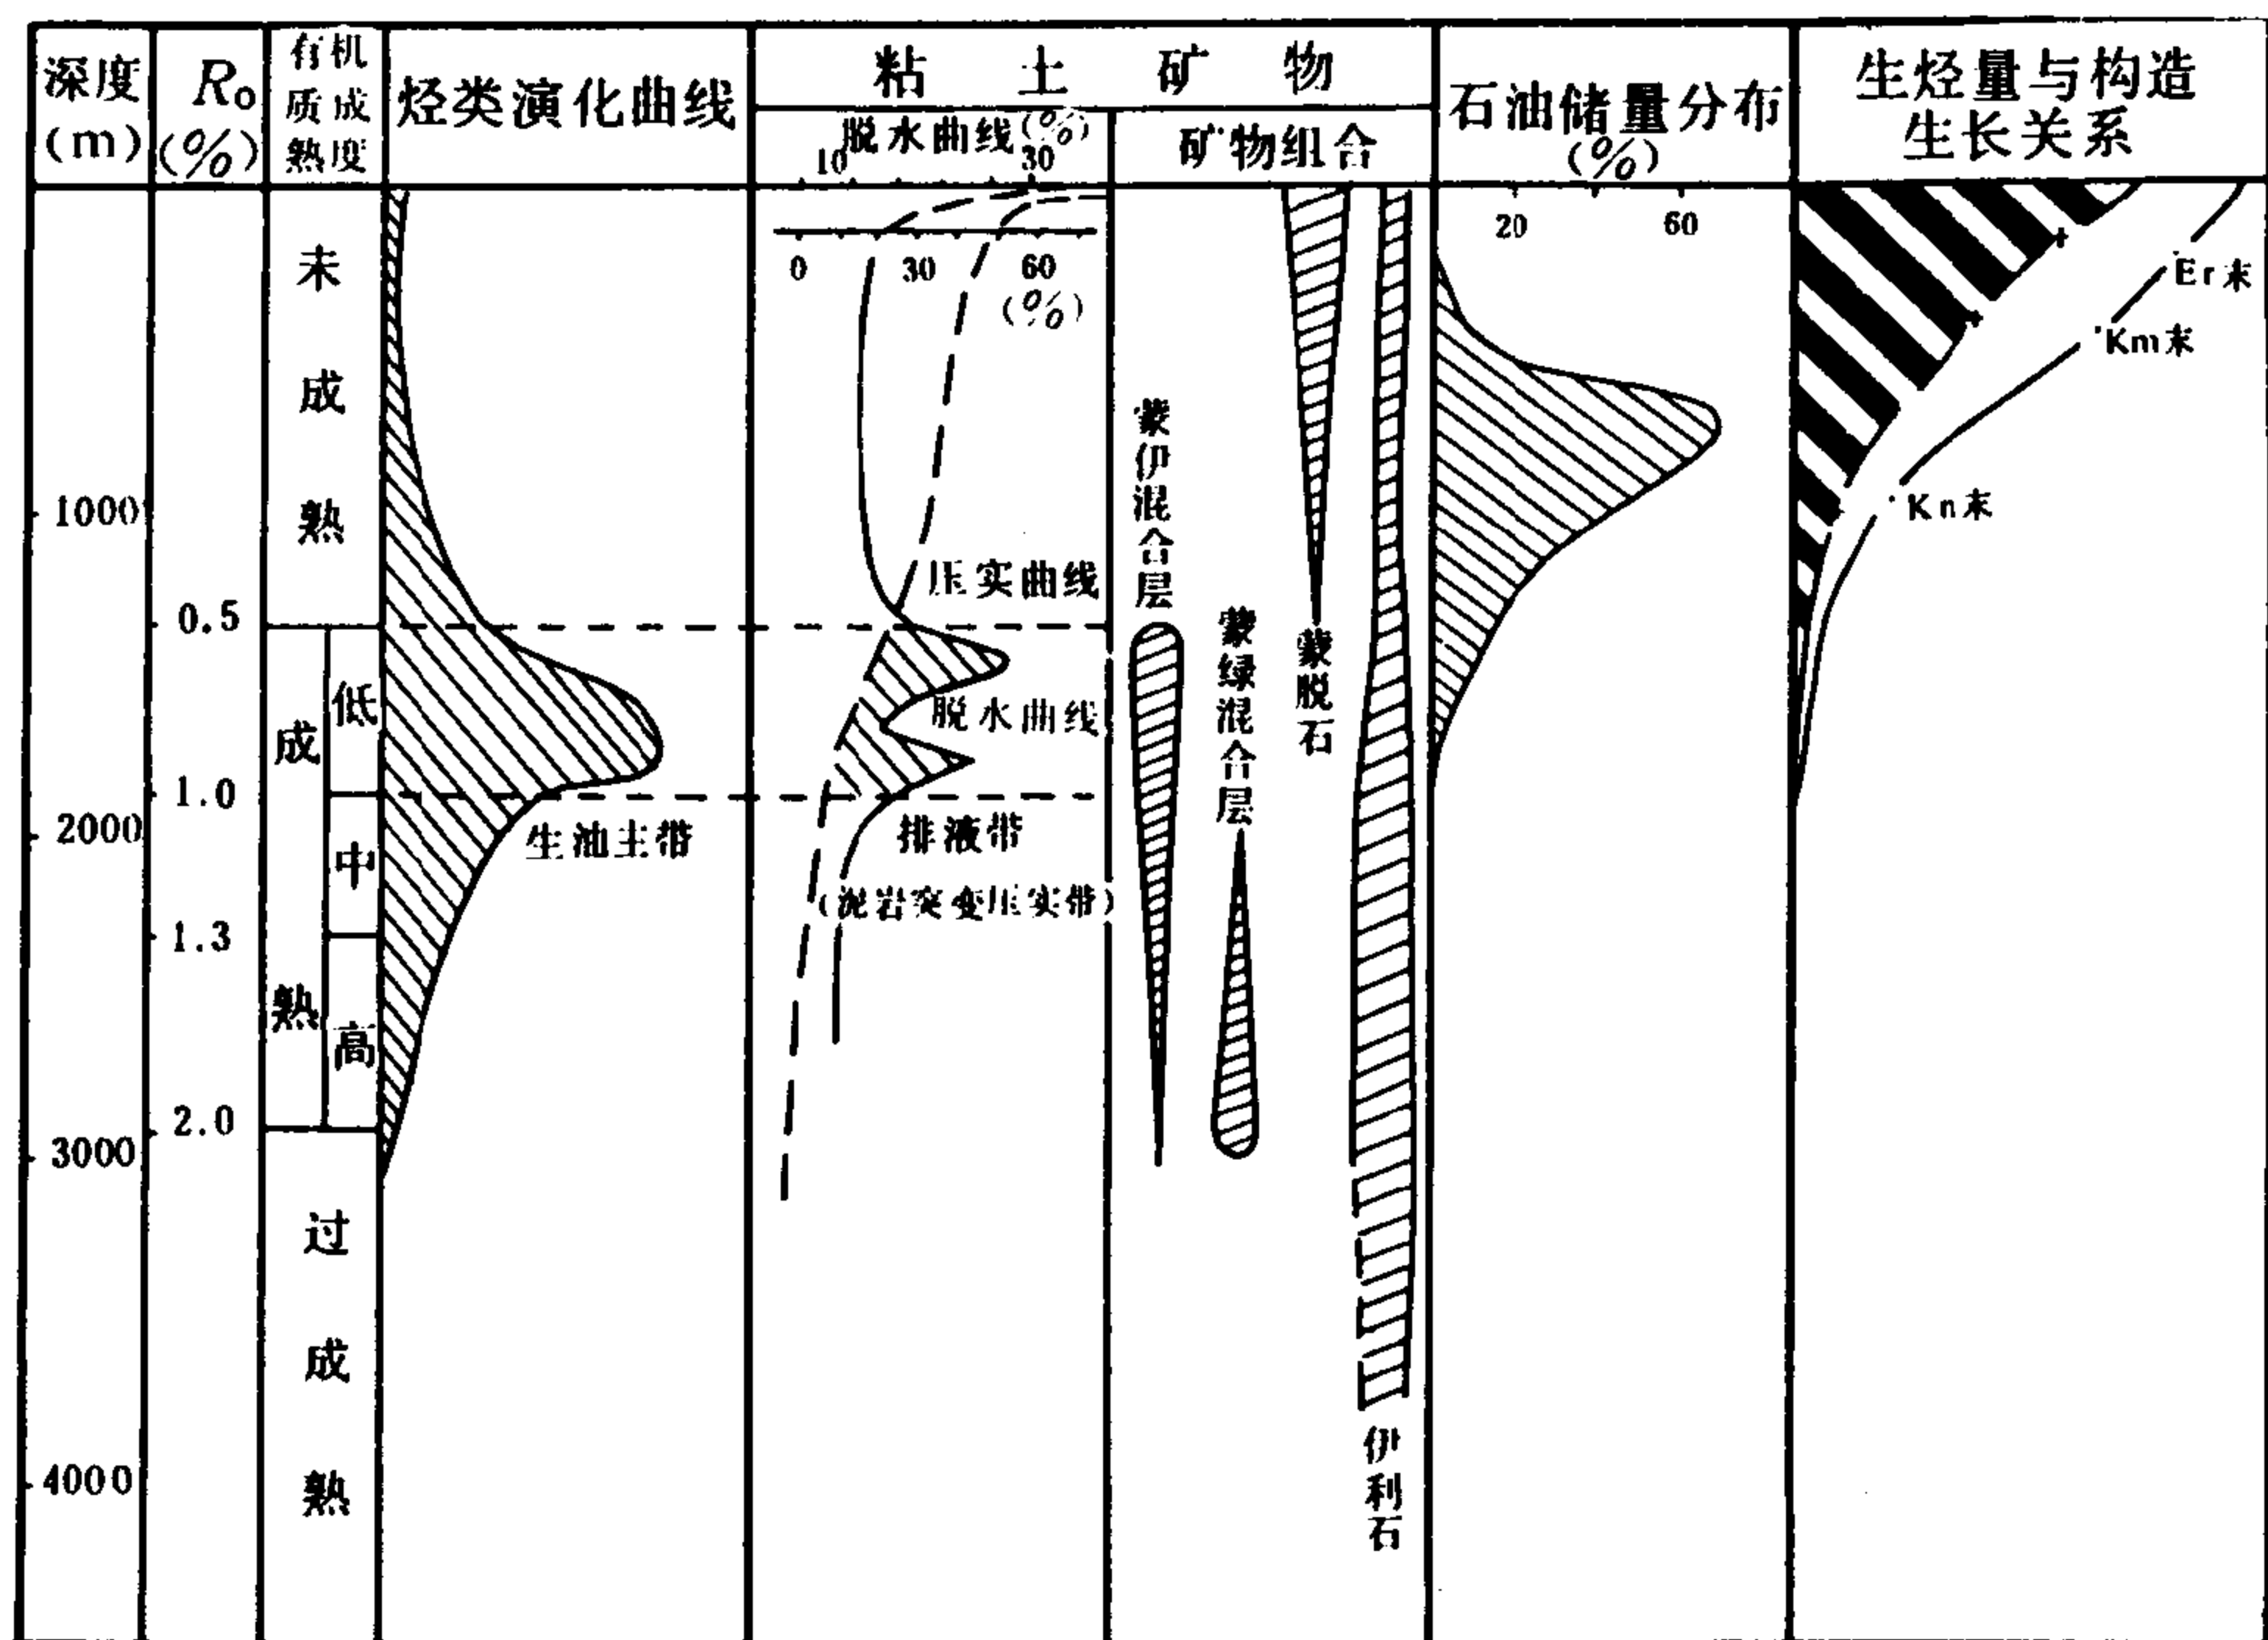 深度
(m)
Ro
(%)
有机
质成
熟度
烃类演化曲线
粘土矿物
脱水曲线(%)
10 30
矿物组合
石油储量分布
(%)
生烃量与构造
生长关系
0 30 60
(%)
20 60
1000
2000
3000
4000
0.5
1.0
1.3
2.0
未成熟
成熟
低
中
高
过成熟
生油主带
压实曲线
脱水曲线
排液带
(泥岩突变压实带)
蒙伊混合层
蒙绿混合层
蒙脱石
伊利石
Er末
Km末
Kn末